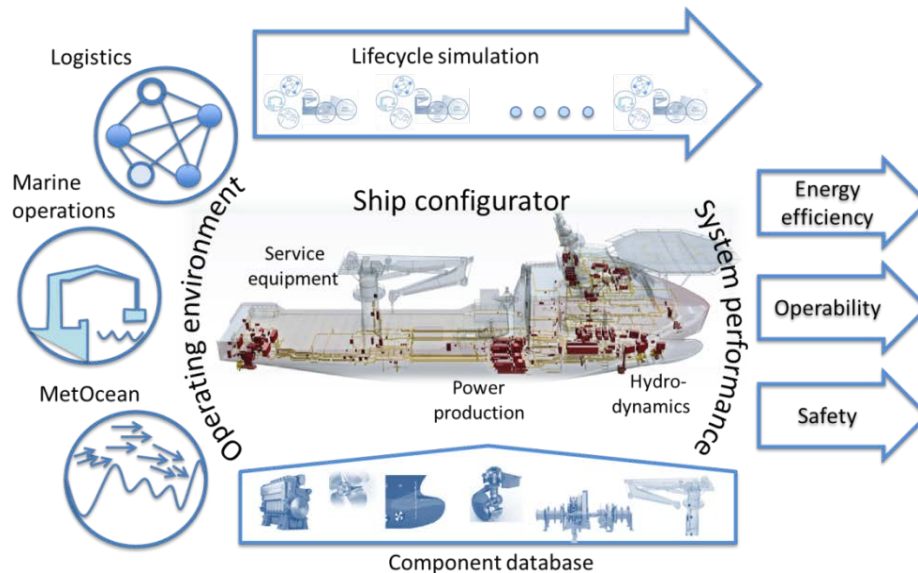 Logistics
Lifecycle simulation
Marine
operations
Ship configurator
Energy
efficiency
Service
equipment
Operating environment
System performance
Operability
MetOcean
Power
production
Hydro-
dynamics
Safety
Component database